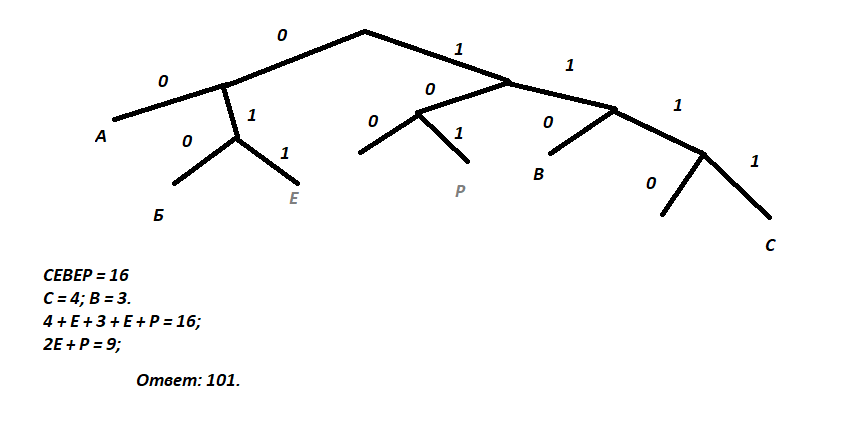 0 1
0 1
0 1
0 1 0 1 0 1
0 1 0 1
А Б Е Р В С
СЕВЕР = 16
С = 4; В = 3.
4 + Е + 3 + Е + Р = 16;
2Е + Р = 9;
Ответ: 101.